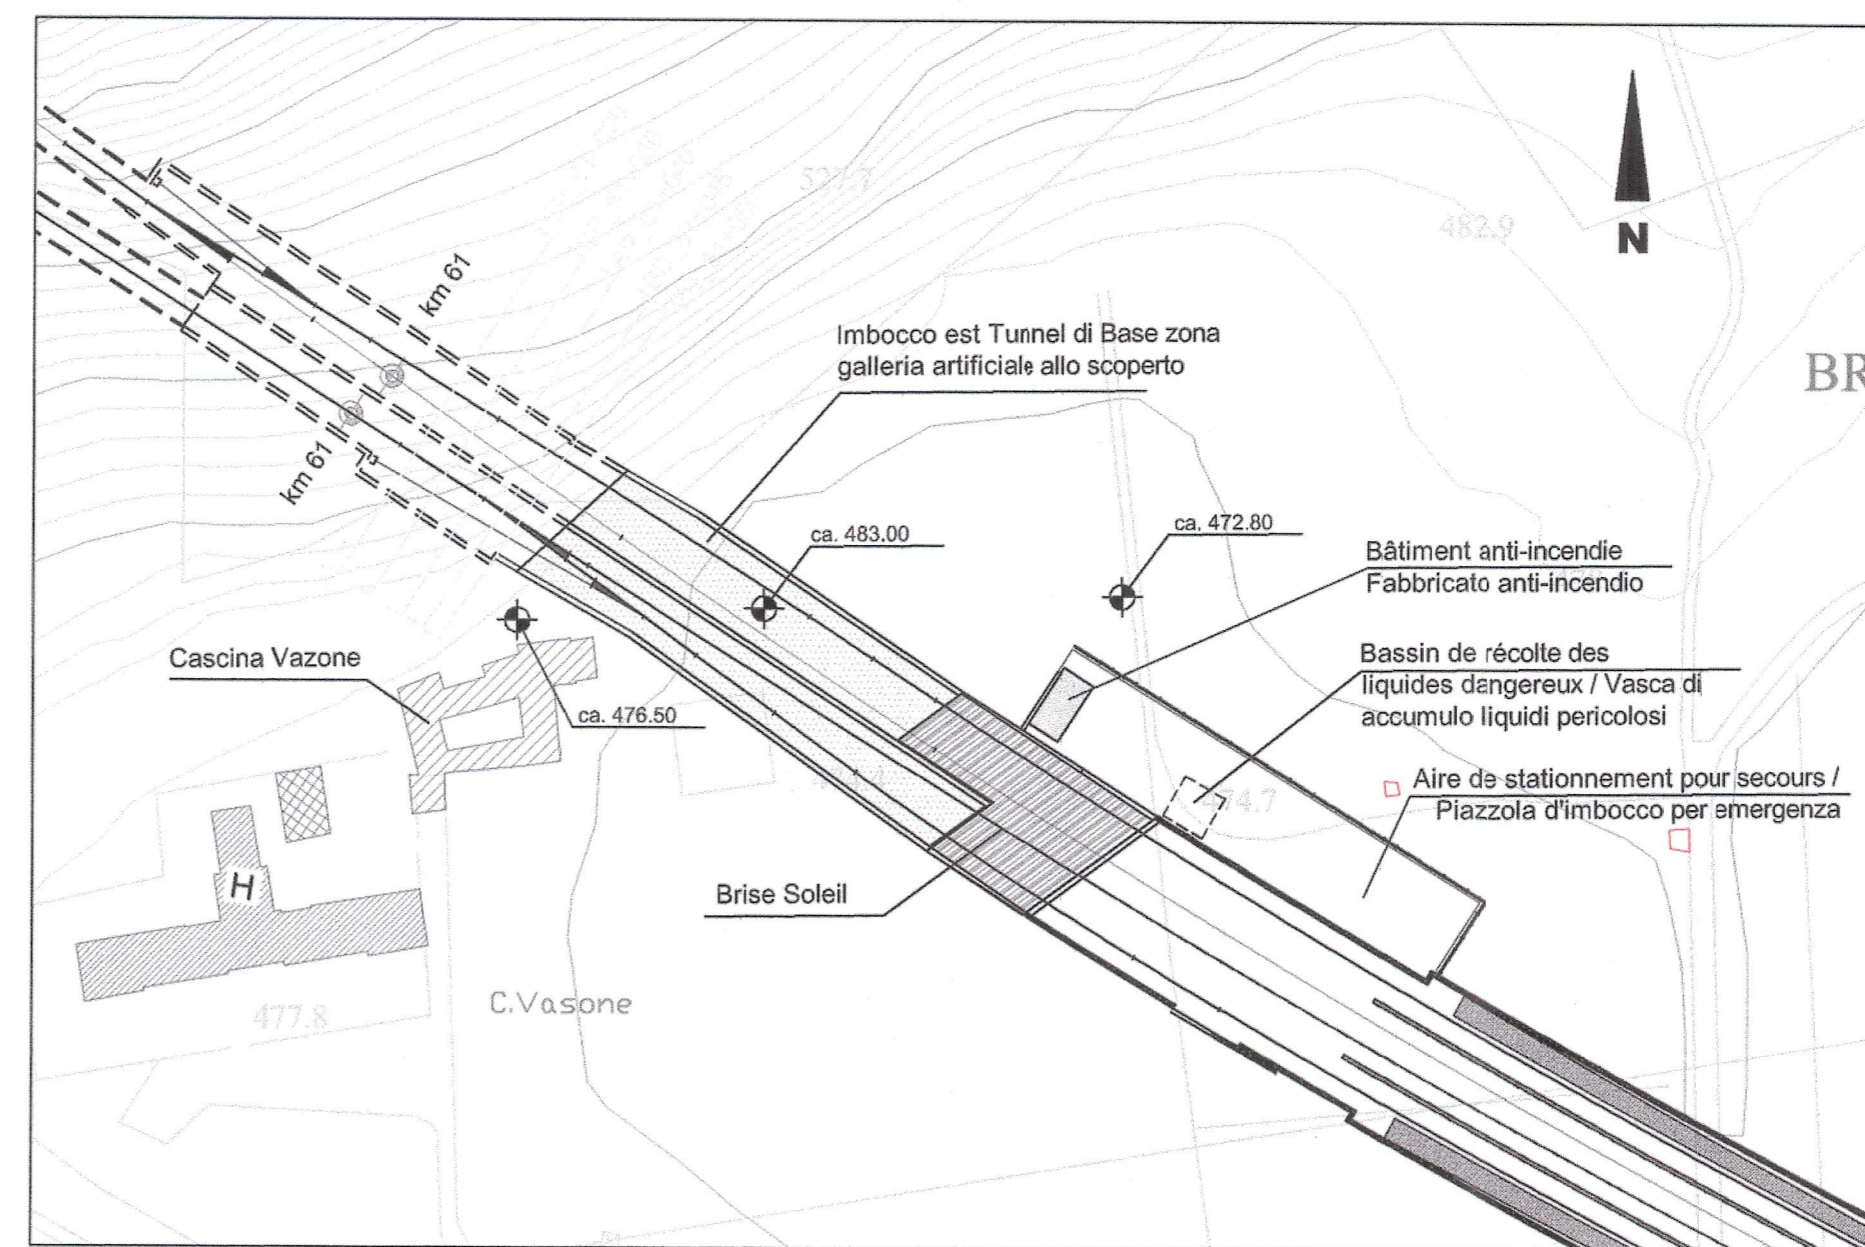 527.7
482.9
N
km 61
Imbocco est Tunnel di Base zona
galleria artificiale allo scoperto
BR
km 61
ca. 483.00
ca. 472.80
Bâtiment anti-incendie
Fabbricato anti-incendio
Cascina Vazone
ca. 476.50
Bassin de récolte des
liquides dangereux / Vasca di
accumulo liquidi pericolosi
474.7
Aire de stationnement pour secours /
Piazzola d'imbocco per emergenza
H
Brise Soleil
C.Vasone
477.8